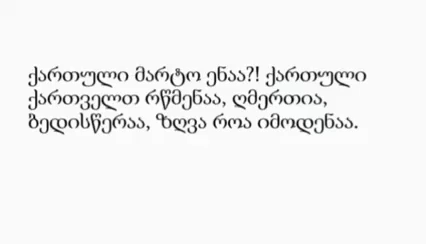 ქართული მარტო ენაა?! ქართული
ქართველთ რწმენაა, ღმერთია,
ბედისწერაა, ზღვა როა იმოდენაა.